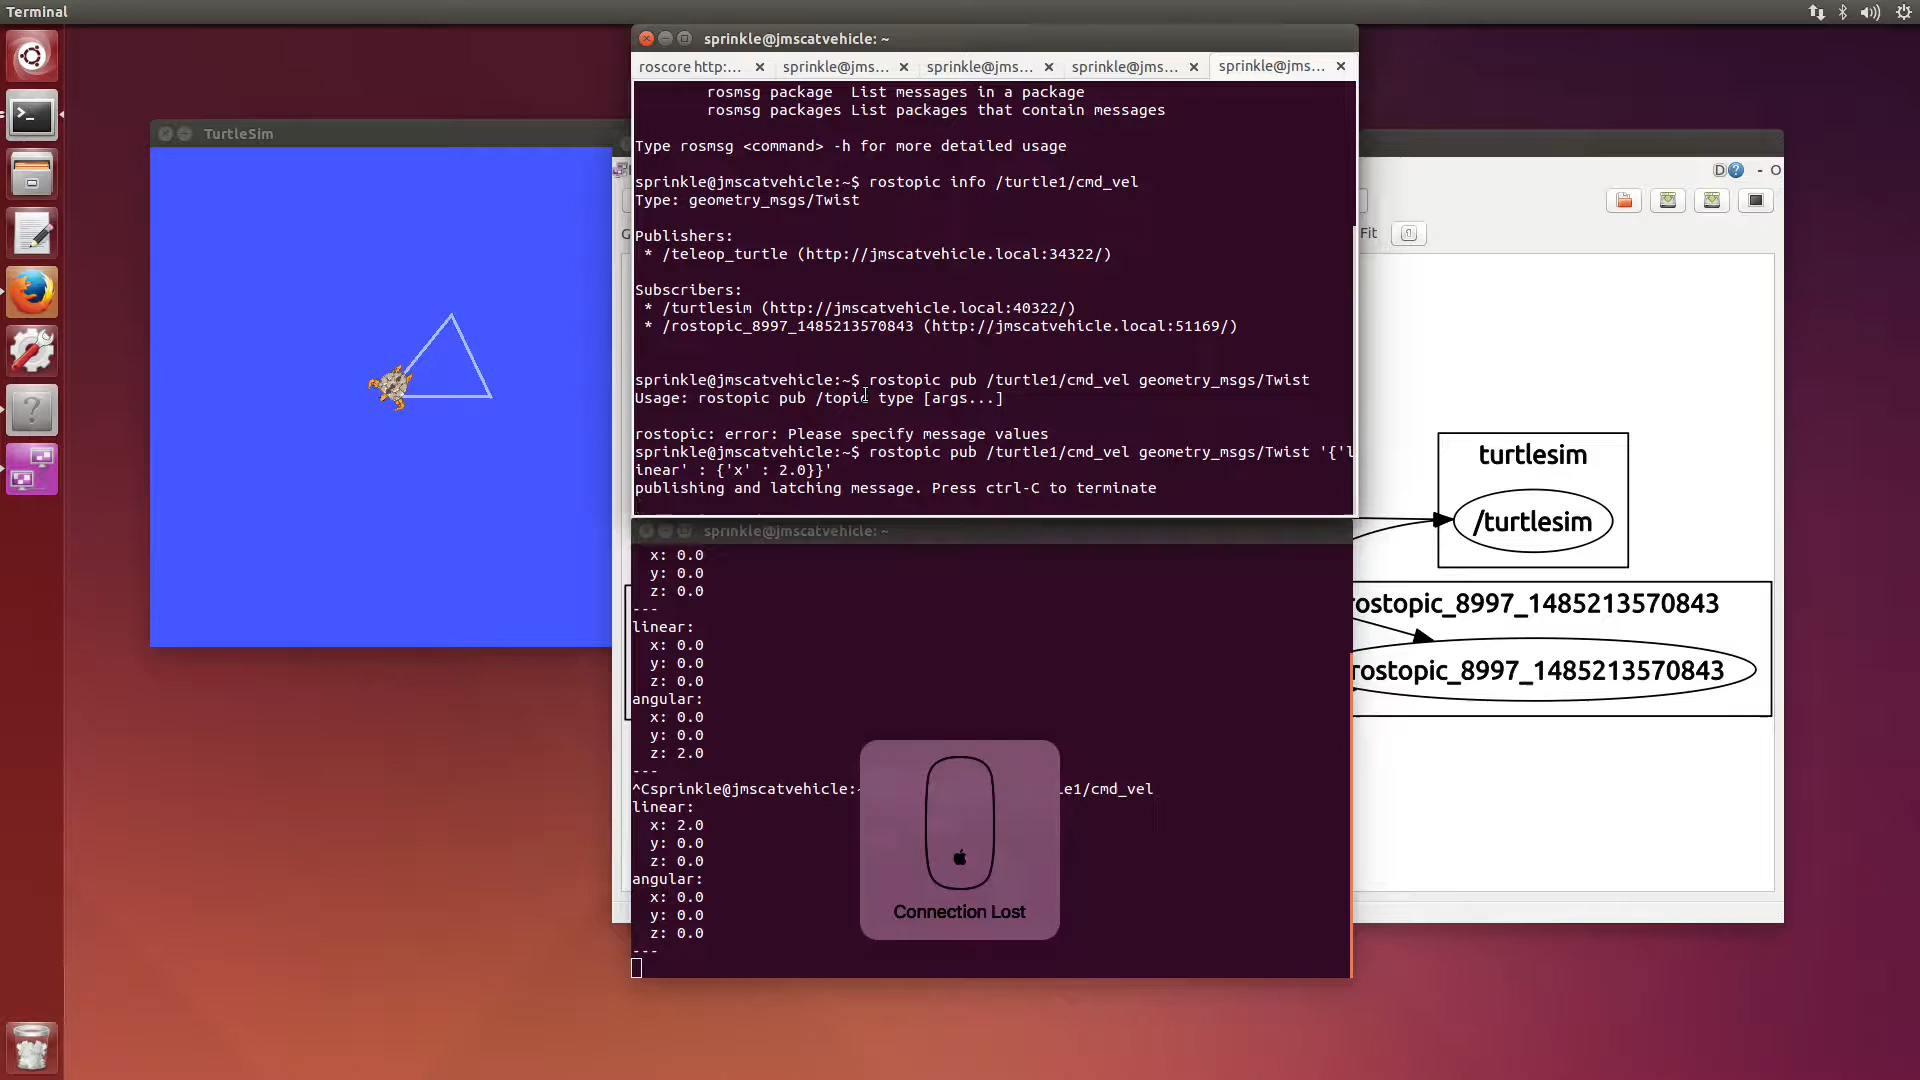 Terminal
sprinkle@jmscatvehicle: ~
roscore http:... sprinkle@jms... sprinkle@jms... sprinkle@jms... sprinkle@jms...
rosmsg package  List messages in a package
rosmsg packages List packages that contain messages
Type rosmsg <command> -h for more detailed usage
sprinkle@jmscatvehicle:~$ rostopic info /turtle1/cmd_vel
Type: geometry_msgs/Twist
Publishers:
* /teleop_turtle (http://jmscatvehicle.local:34322/)
Subscribers:
* /turtlesim (http://jmscatvehicle.local:40322/)
* /rostopic_8997_1485213570843 (http://jmscatvehicle.local:51169/)
sprinkle@jmscatvehicle:~$ rostopic pub /turtle1/cmd_vel geometry_msgs/Twist
Usage: rostopic pub /topic type [args...]
rostopic: error: Please specify message values
sprinkle@jmscatvehicle:~$ rostopic pub /turtle1/cmd_vel geometry_msgs/Twist '{'l
inear' : {'x' : 2.0}}'
publishing and latching message. Press ctrl-C to terminate
TurtleSim
sprinkle@jmscatvehicle: ~
x: 0.0
y: 0.0
z: 0.0
---
linear:
x: 0.0
y: 0.0
z: 0.0
angular:
x: 0.0
y: 0.0
z: 2.0
---
^Csprinkle@jmscatvehicle:~ le1/cmd_vel
linear:
x: 2.0
y: 0.0
z: 0.0
angular:
x: 0.0
y: 0.0
z: 0.0
---
Connection Lost
D ? - O
Fit
turtlesim
/turtlesim
rostopic_8997_1485213570843
rostopic_8997_1485213570843